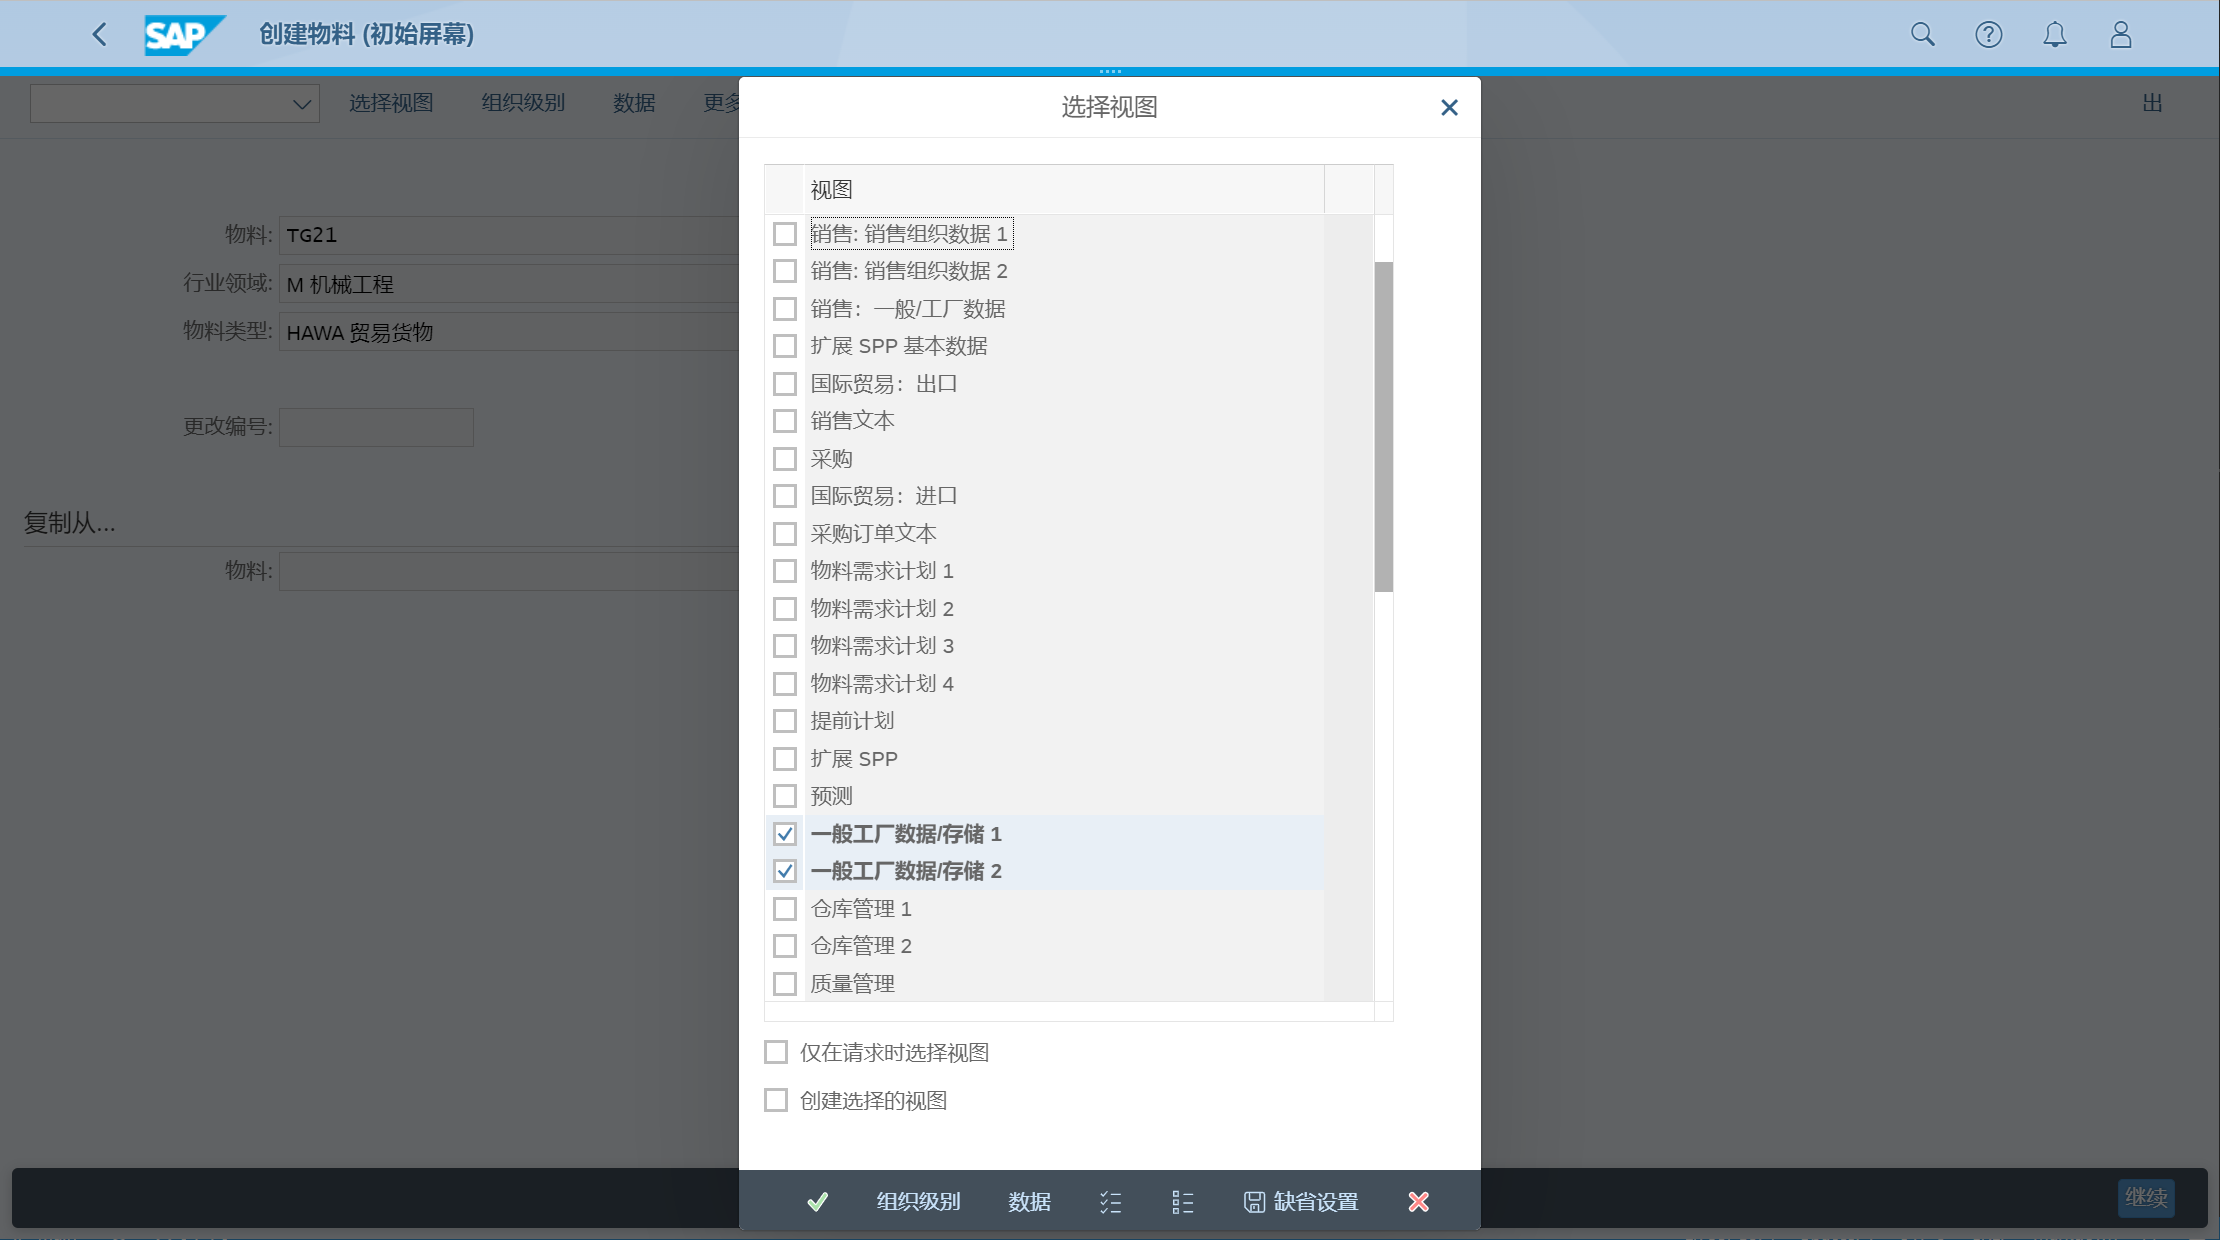 SAP 创建物料 (初始屏幕)
选择视图 组织级别 数据 更多 出
选择视图
视图
物料: TG21
行业领域: M 机械工程
物料类型: HAWA 贸易货物
更改编号:
复制从...
物料:
销售: 销售组织数据 1
销售: 销售组织数据 2
销售：一般/工厂数据
扩展 SPP 基本数据
国际贸易：出口
销售文本
采购
国际贸易：进口
采购订单文本
物料需求计划 1
物料需求计划 2
物料需求计划 3
物料需求计划 4
提前计划
扩展 SPP
预测
一般工厂数据/存储 1
一般工厂数据/存储 2
仓库管理 1
仓库管理 2
质量管理
仅在请求时选择视图
创建选择的视图
组织级别 数据 缺省设置
继续